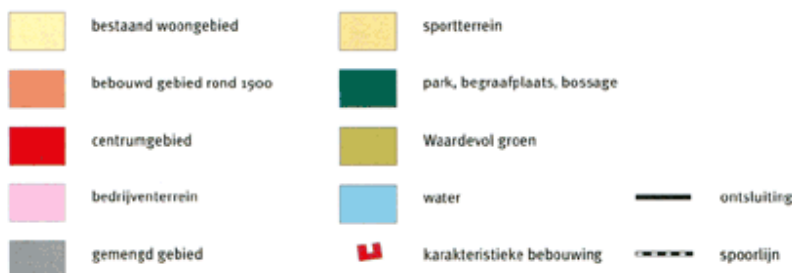 bestaand woongebied
bebouwd gebied rond 1900
centrumgebied
bedrijventerrein
gemengd gebied
sportterrein
park, begraafplaats, bossage
Waardevol groen
water
karakteristieke bebouwing
ontsluiting
spoorlijn